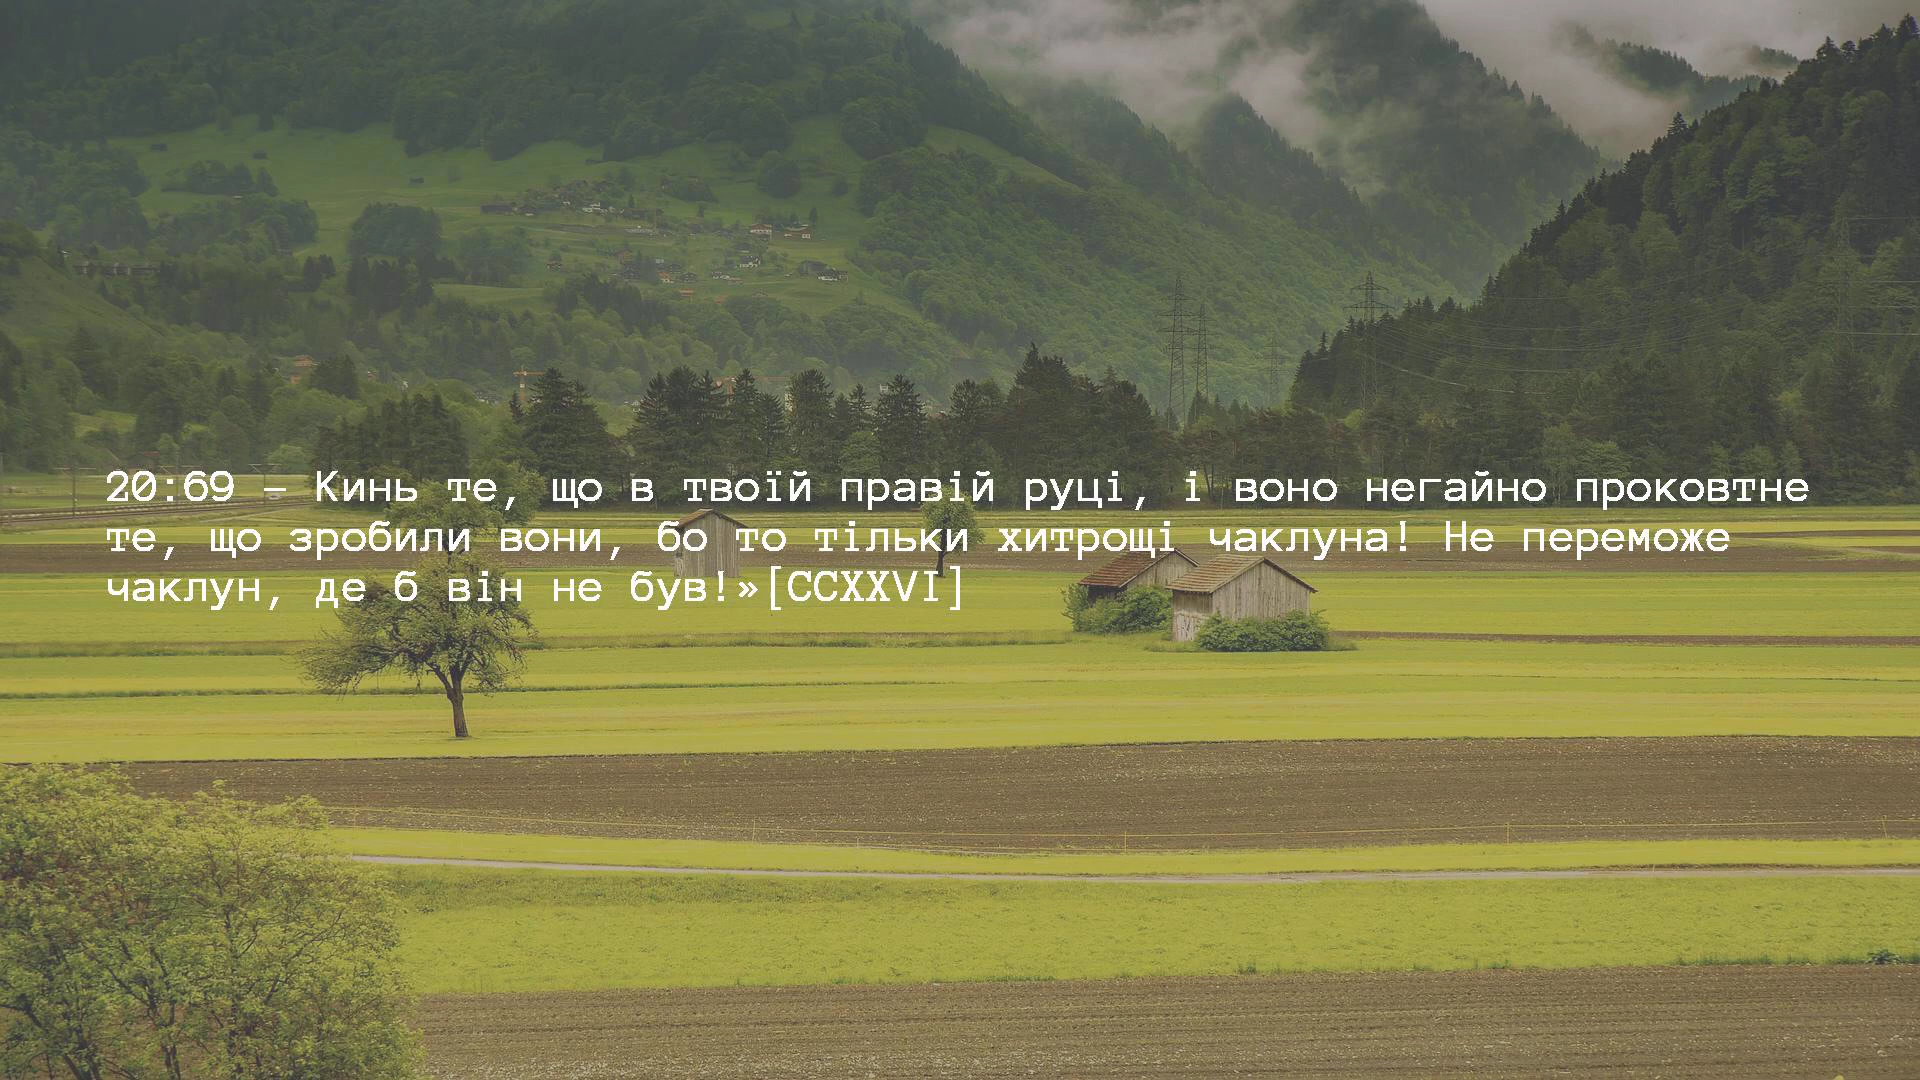 20:69 – Кинь те, що в твоїй правій руці, і воно негайно проковтне
те, що зробили вони, бо то тільки хитрощі чаклуна! Не переможе
чаклун, де б він не був!»[CCXXVI]